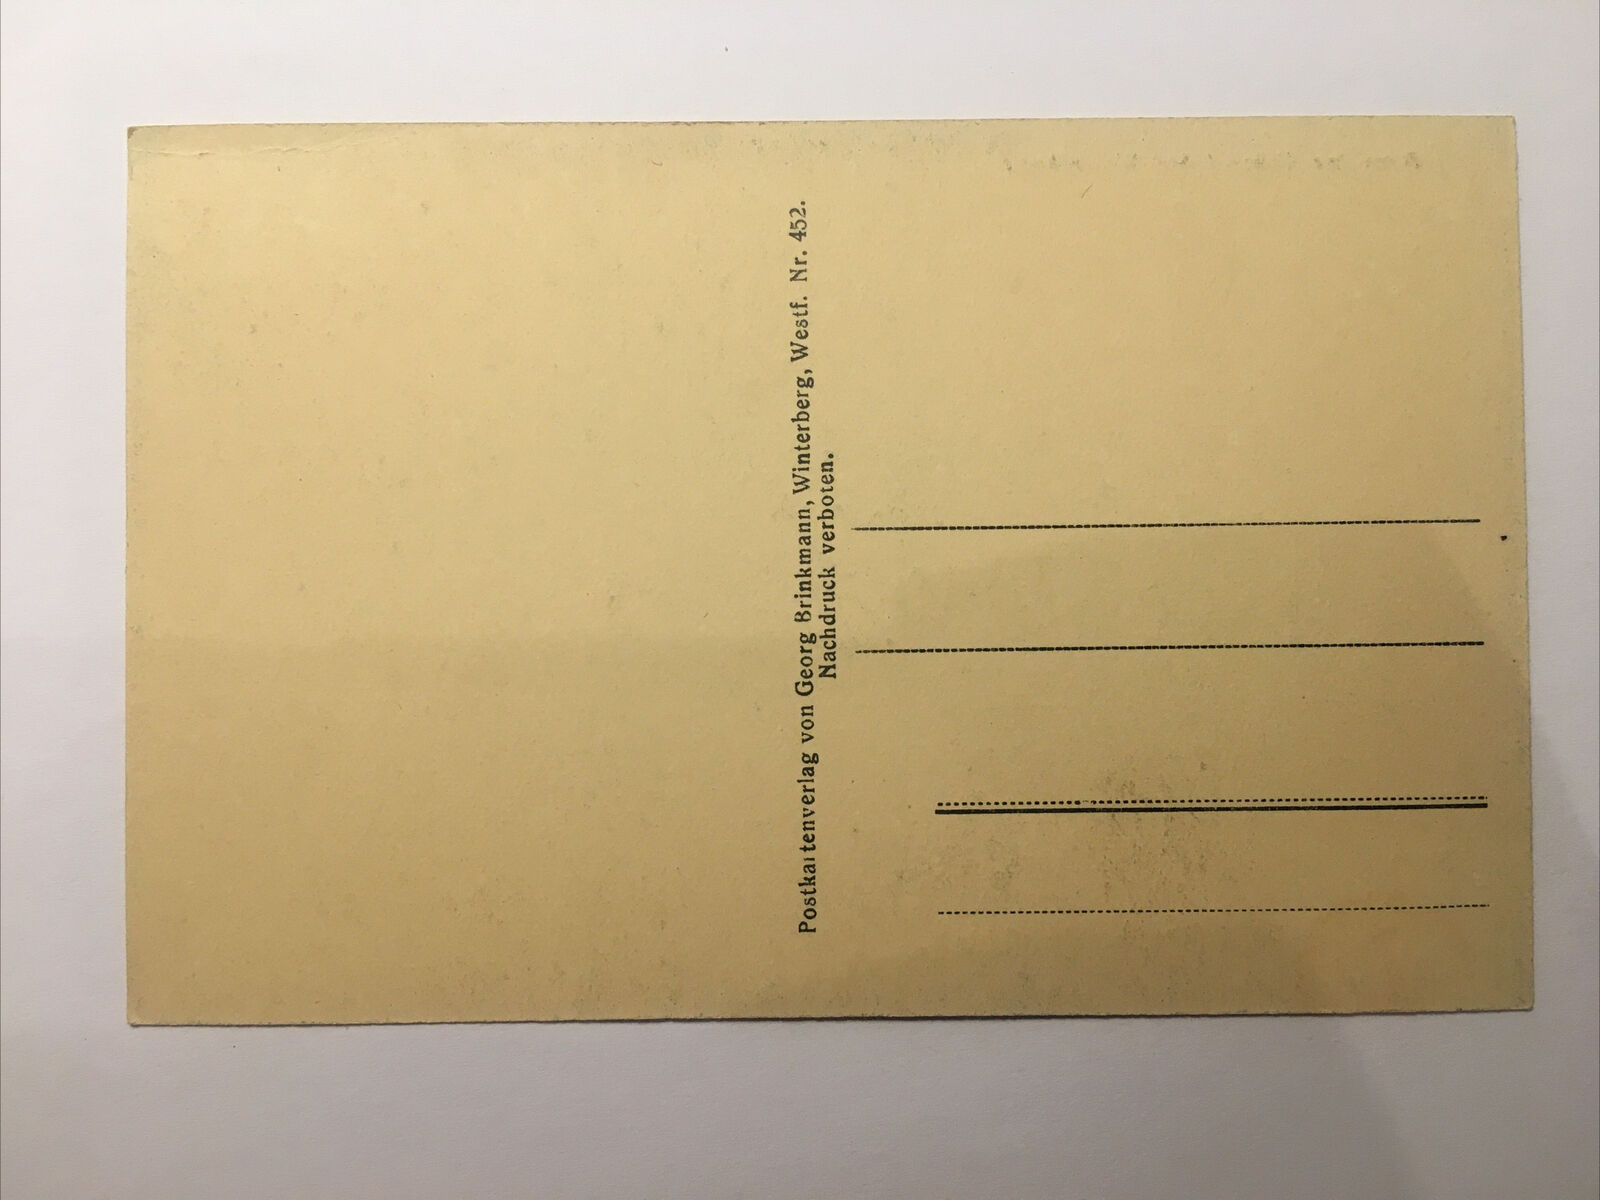 Postkartenverlag von Georg Brinkmann, Winterberg, Westf. Nr. 452.
Nachdruck verboten.